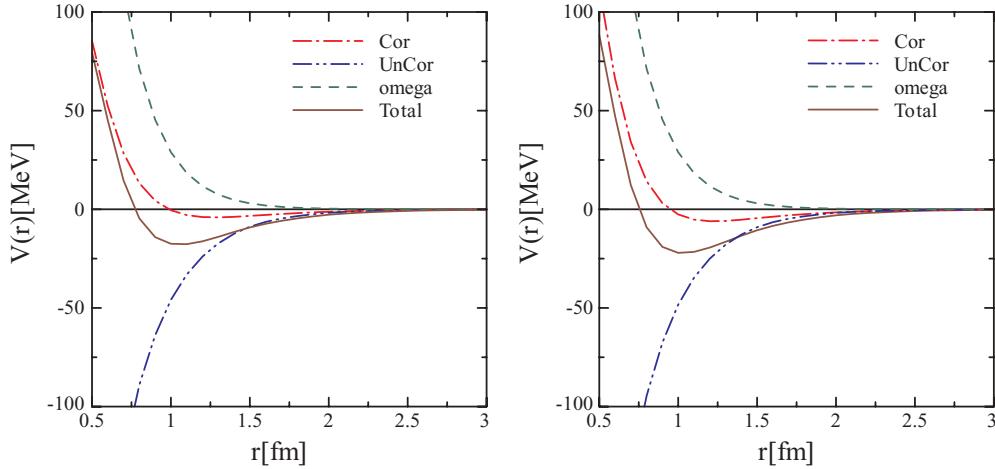 100
50
0
-50
-100
0.5
1
1.5
2
2.5
3
V(r)[MeV]
r[fm]
Cor
UnCor
omega
Total
100
50
0
-50
-100
0.5
1
1.5
2
2.5
3
V(r)[MeV]
r[fm]
Cor
UnCor
omega
Total